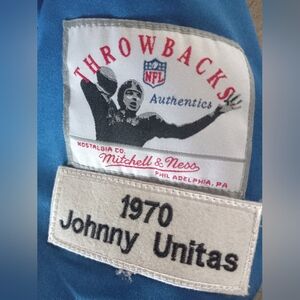 THROWBACKS
NFL
Authentics
NOSTALGIA CO.
Mitchell & Ness
PHILADELPHIA, PA
1970
Johnny Unitas